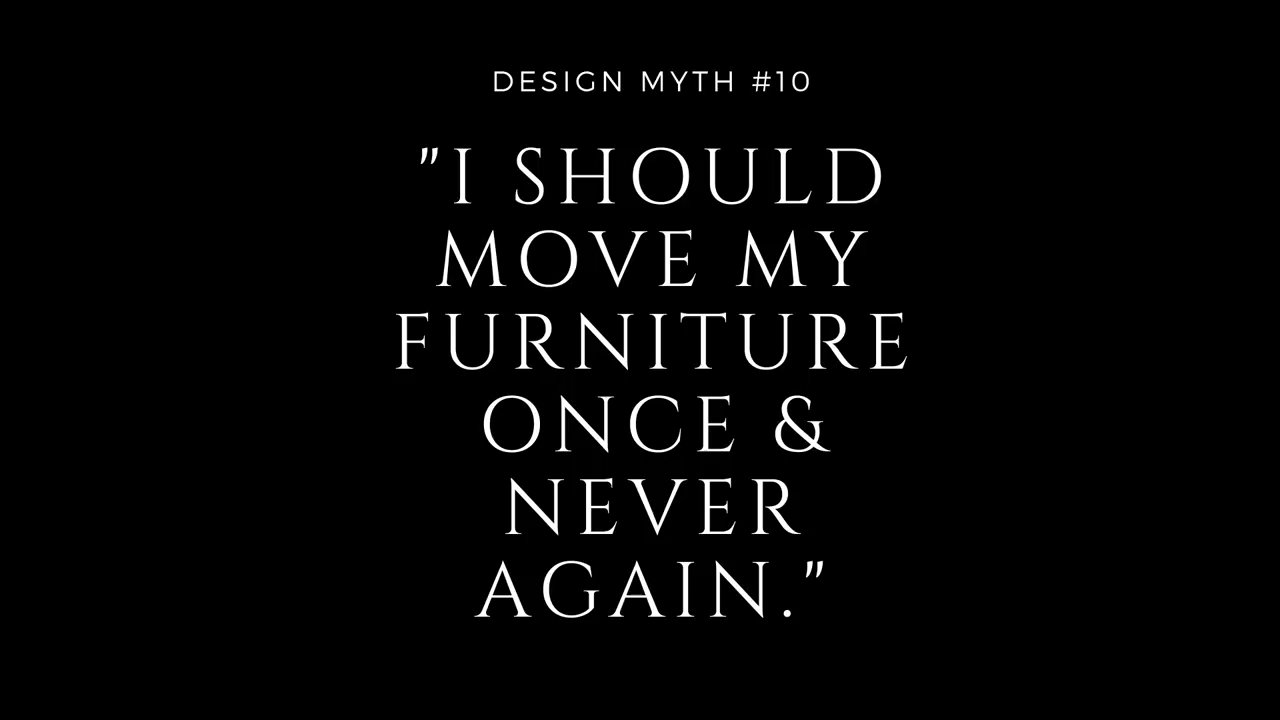 DESIGN MYTH #10
"I SHOULD
MOVE MY
FURNITURE
ONCE &
NEVER
AGAIN."